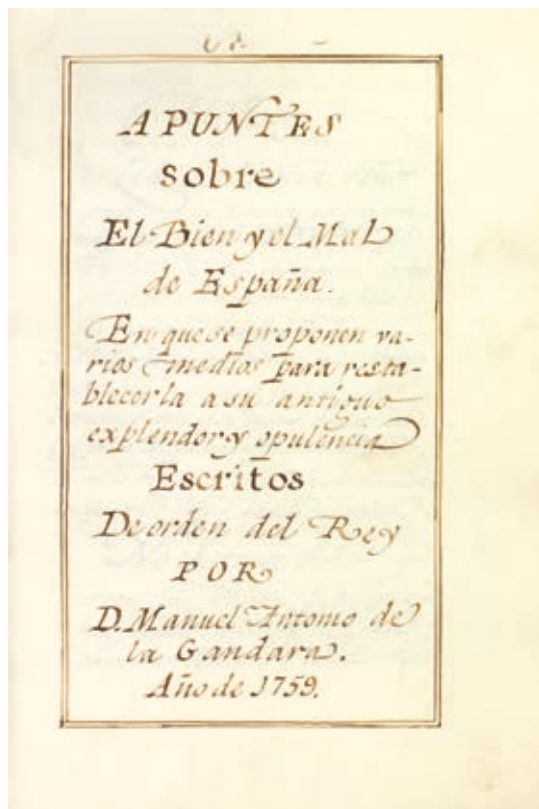 APUNTES
sobre
El Bien y el Mal
de España.
En que se proponen va-
rios medios para resta-
blecerla a su antiguo
explendor y opulencia
Escritos
De orden del Rey
POR
D. Manuel Antonio de
la Gandara.
Año de 1759.